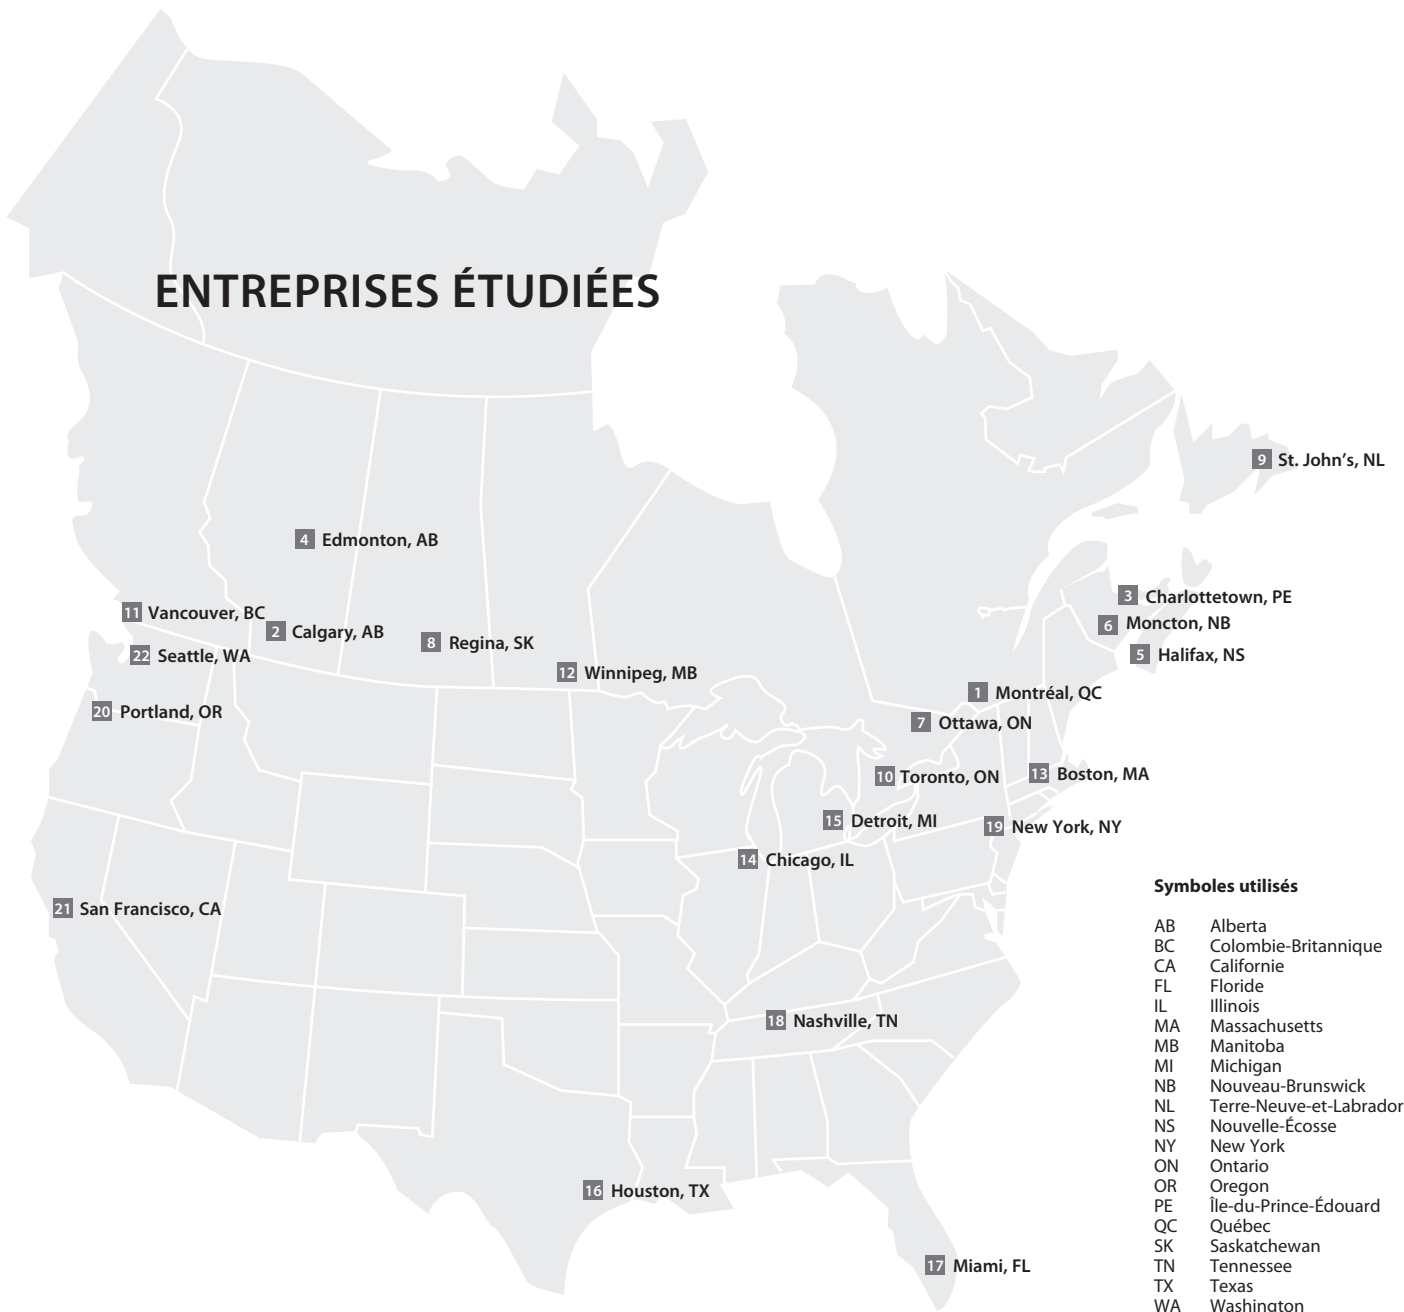 ENTREPRISES ÉTUDIÉES
9 St. John's, NL
4 Edmonton, AB
3 Charlottetown, PE
11 Vancouver, BC
6 Moncton, NB
2 Calgary, AB
8 Regina, SK
22 Seattle, WA
5 Halifax, NS
12 Winnipeg, MB
1 Montréal, QC
20 Portland, OR
7 Ottawa, ON
10 Toronto, ON
13 Boston, MA
15 Detroit, MI
19 New York, NY
14 Chicago, IL
21 San Francisco, CA
18 Nashville, TN
16 Houston, TX
17 Miami, FL
Symboles utilisés
AB Alberta
BC Colombie-Britannique
CA Californie
FL Floride
IL Illinois
MA Massachusetts
MB Manitoba
MI Michigan
NB Nouveau-Brunswick
NL Terre-Neuve-et-Labrador
NS Nouvelle-Écosse
NY New York
ON Ontario
OR Oregon
PE Île-du-Prince-Édouard
QC Québec
SK Saskatchewan
TN Tennessee
TX Texas
WA Washington